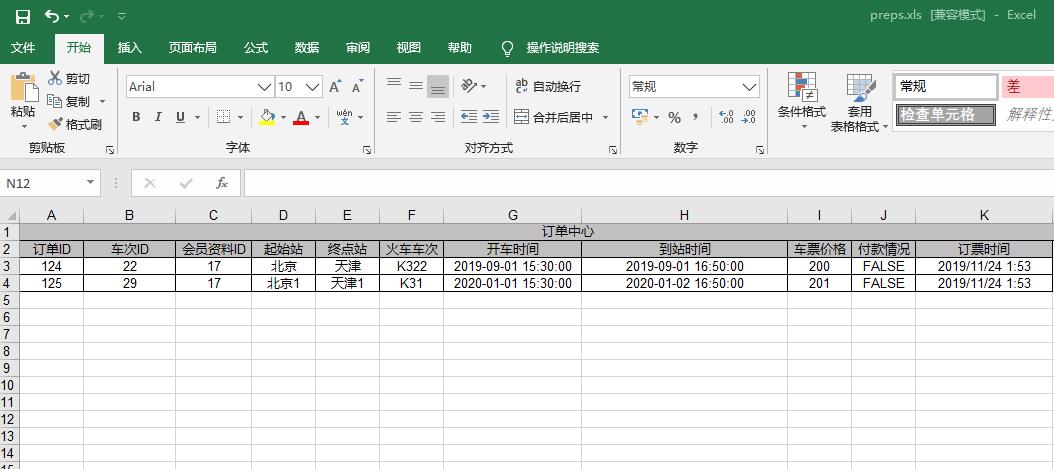 preps.xls [兼容模式] - Excel
文件 开始 插入 页面布局 公式 数据 审阅 视图 帮助 操作说明搜索
粘贴 剪切 复制 格式刷 剪贴板
Arial 10 A A
B I U A wén 文 字体
ab 自动换行
合并后居中 对齐方式
常规
% , .0 .00 .00 .0 数字
条件格式 套用表格格式
常规 差
检查单元格 解释性
N12 fx
A B C D E F G H I J K
1 订单中心
2 订单ID 车次ID 会员资料ID 起始站 终点站 火车车次 开车时间 到站时间 车票价格 付款情况 订票时间
3 124 22 17 北京 天津 K322 2019-09-01 15:30:00 2019-09-01 16:50:00 200 FALSE 2019/11/24 1:53
4 125 29 17 北京1 天津1 K31 2020-01-01 15:30:00 2020-01-02 16:50:00 201 FALSE 2019/11/24 1:53
5
6
7
8
9
10
11
12
13
14